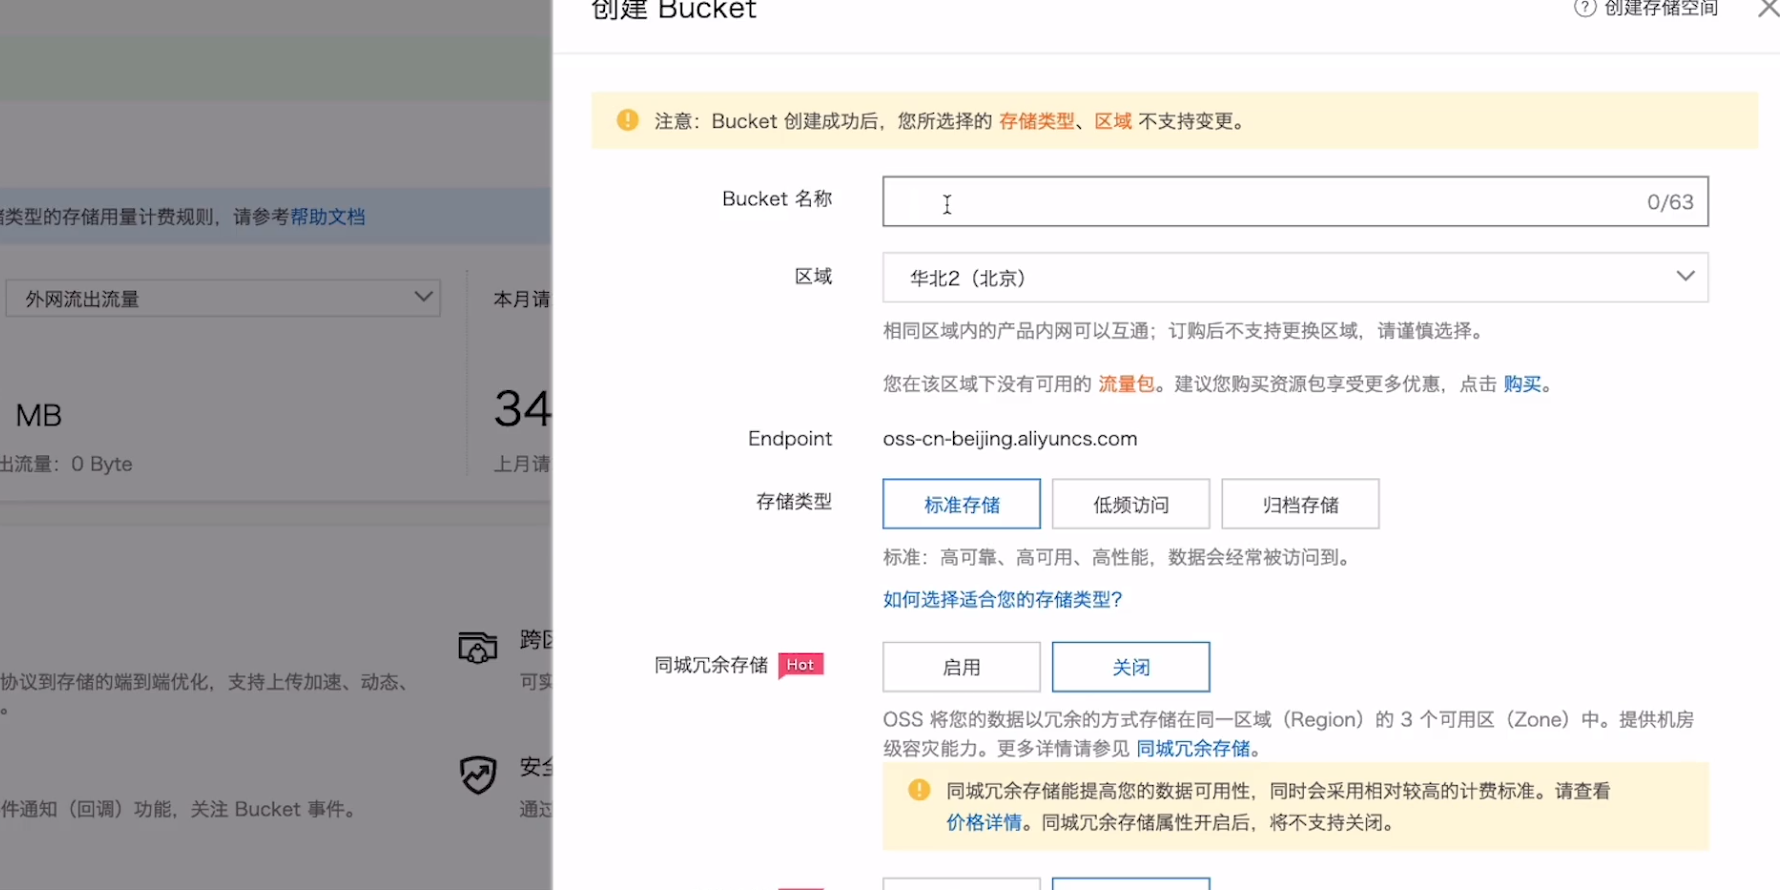 创建 Bucket
创建存储空间
注意：Bucket 创建成功后，您所选择的 存储类型、区域 不支持变更。
Bucket 名称
0/63
区域
华北2（北京）
相同区域内的产品内网可以互通；订购后不支持更换区域，请谨慎选择。
您在该区域下没有可用的 流量包。建议您购买资源包享受更多优惠，点击 购买。
Endpoint
oss-cn-beijing.aliyuncs.com
存储类型
标准存储
低频访问
归档存储
标准：高可靠、高可用、高性能，数据会经常被访问到。
如何选择适合您的存储类型？
同城冗余存储
Hot
启用
关闭
OSS 将您的数据以冗余的方式存储在同一区域（Region）的 3 个可用区（Zone）中。提供机房
级容灾能力。更多详情请参见 同城冗余存储。
同城冗余存储能提高您的数据可用性，同时会采用相对较高的计费标准。请查看
价格详情。同城冗余存储属性开启后，将不支持关闭。
类型的存储用量计费规则，请参考帮助文档
外网流出流量
本月请
MB
34
出流量：0 Byte
上月请
跨区
协议到存储的端到端优化，支持上传加速、动态、
。
可实
安全
件通知（回调）功能，关注 Bucket 事件。
通过